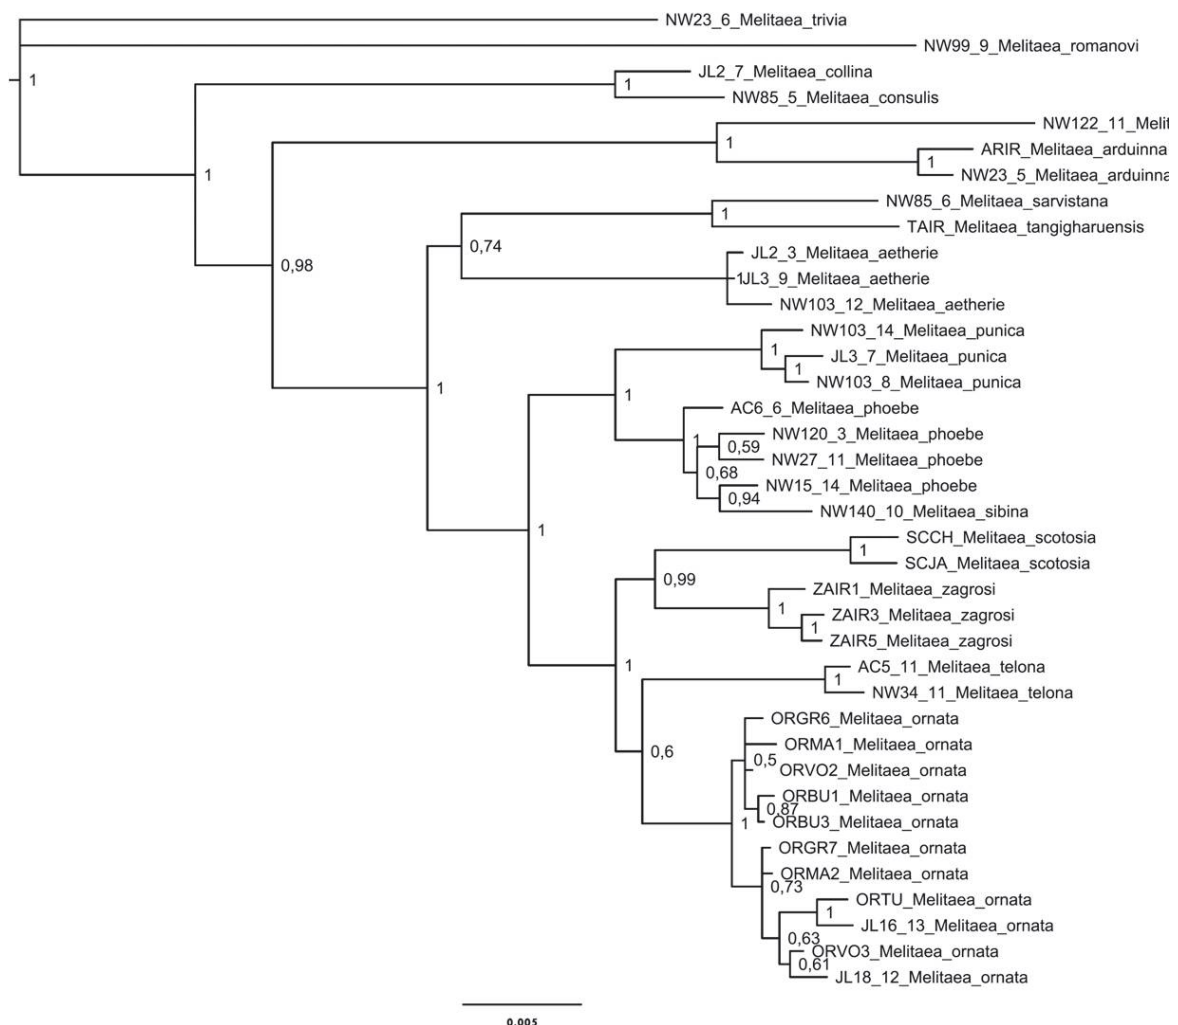 NW23_6_Melitaea_trivia
NW99_9_Melitaea_romanovi
1
JL2_7_Melitaea_collina
1
NW85_5_Melitaea_consulis
NW122_11_Melit
1
ARIR_Melitaea_arduinna
1
NW23_5_Melitaea_arduinna
1
NW85_6_Melitaea_sarvistana
1
TAIR_Melitaea_tangigharuensis
0,74
JL2_3_Melitaea_aetherie
0,98
1
JL3_9_Melitaea_aetherie
NW103_12_Melitaea_aetherie
NW103_14_Melitaea_punica
1
JL3_7_Melitaea_punica
1
NW103_8_Melitaea_punica
1
1
AC6_6_Melitaea_phoebe
NW120_3_Melitaea_phoebe
1
0,59
NW27_11_Melitaea_phoebe
0,68
NW15_14_Melitaea_phoebe
0,94
NW140_10_Melitaea_sibina
1
SCCH_Melitaea_scotosia
1
SCJA_Melitaea_scotosia
0,99
ZAIR1_Melitaea_zagrosi
1
ZAIR3_Melitaea_zagrosi
1
ZAIR5_Melitaea_zagrosi
1
AC5_11_Melitaea_telona
1
NW34_11_Melitaea_telona
ORGR6_Melitaea_ornata
ORMA1_Melitaea_ornata
0,6
0,5
ORVO2_Melitaea_ornata
ORBU1_Melitaea_ornata
0,87
ORBU3_Melitaea_ornata
1
ORGR7_Melitaea_ornata
ORMA2_Melitaea_ornata
0,73
ORTU_Melitaea_ornata
1
JL16_13_Melitaea_ornata
0,63
ORVO3_Melitaea_ornata
0,61
JL18_12_Melitaea_ornata
0.005